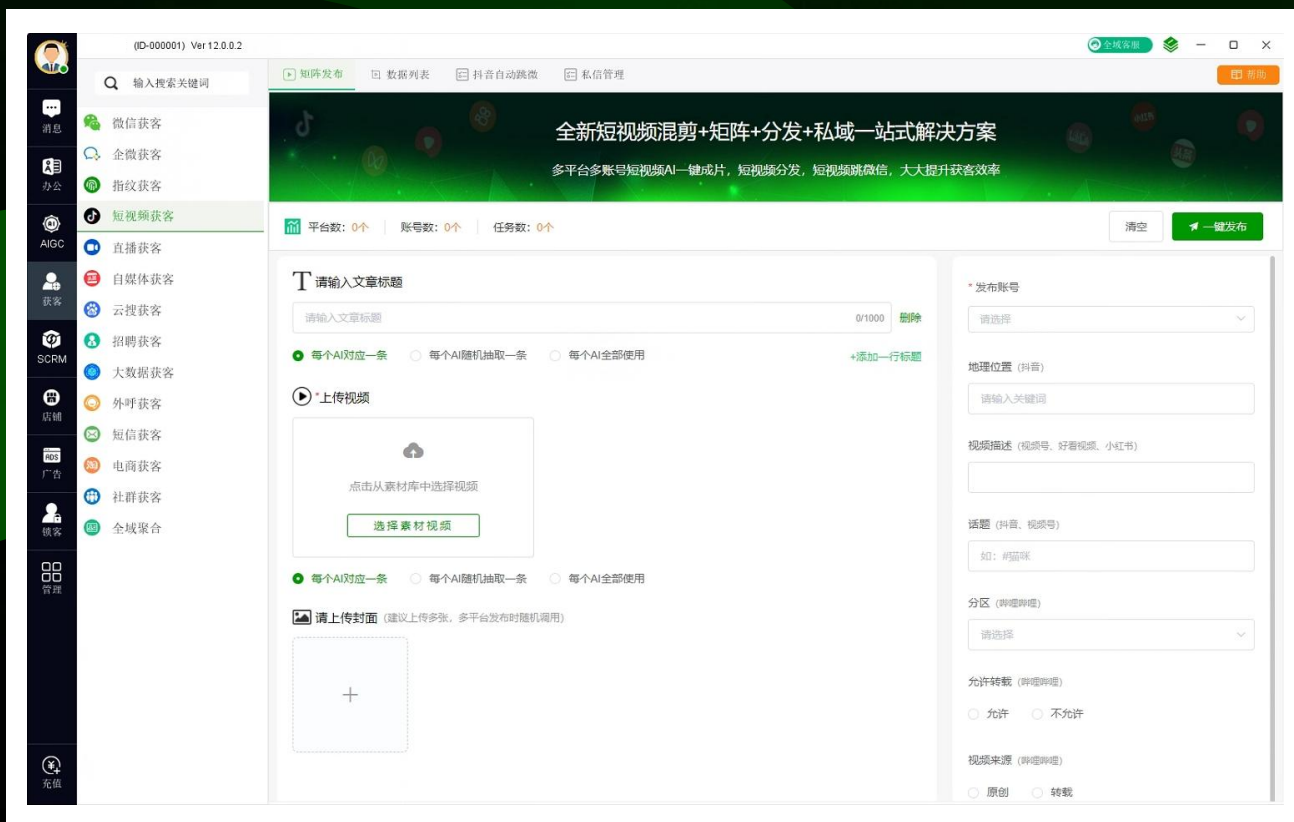 (ID-000001) Ver 12.0.0.2
全域客服
输入搜索关键词
矩阵发布
数据列表
抖音自动跳微
私信管理
帮助
消息
办公
AIGC
获客
SCRM
店铺
ADS
广告
锁客
管理
充值
微信获客
企微获客
指纹获客
短视频获客
直播获客
自媒体获客
云搜获客
招聘获客
大数据获客
外呼获客
短信获客
电商获客
社群获客
全域聚合
全新短视频混剪+矩阵+分发+私域一站式解决方案
多平台多账号短视频AI一键成片，短视频分发，短视频跳微信，大大提升获客效率
平台数：0个
账号数：0个
任务数：0个
清空
一键发布
T 请输入文章标题
请输入文章标题
0/1000
删除
每个AI对应一条
每个AI随机抽取一条
每个AI全部使用
+添加一行标题
*上传视频
点击从素材库中选择视频
选择素材视频
每个AI对应一条
每个AI随机抽取一条
每个AI全部使用
请上传封面（建议上传多张，多平台发布时随机调用）
* 发布账号
请选择
地理位置（抖音）
请输入关键词
视频描述（视频号、好看视频、小红书）
话题（抖音、视频号）
如：#猫咪
分区（哔哩哔哩）
请选择
允许转载（哔哩哔哩）
允许
不允许
视频来源（哔哩哔哩）
原创
转载